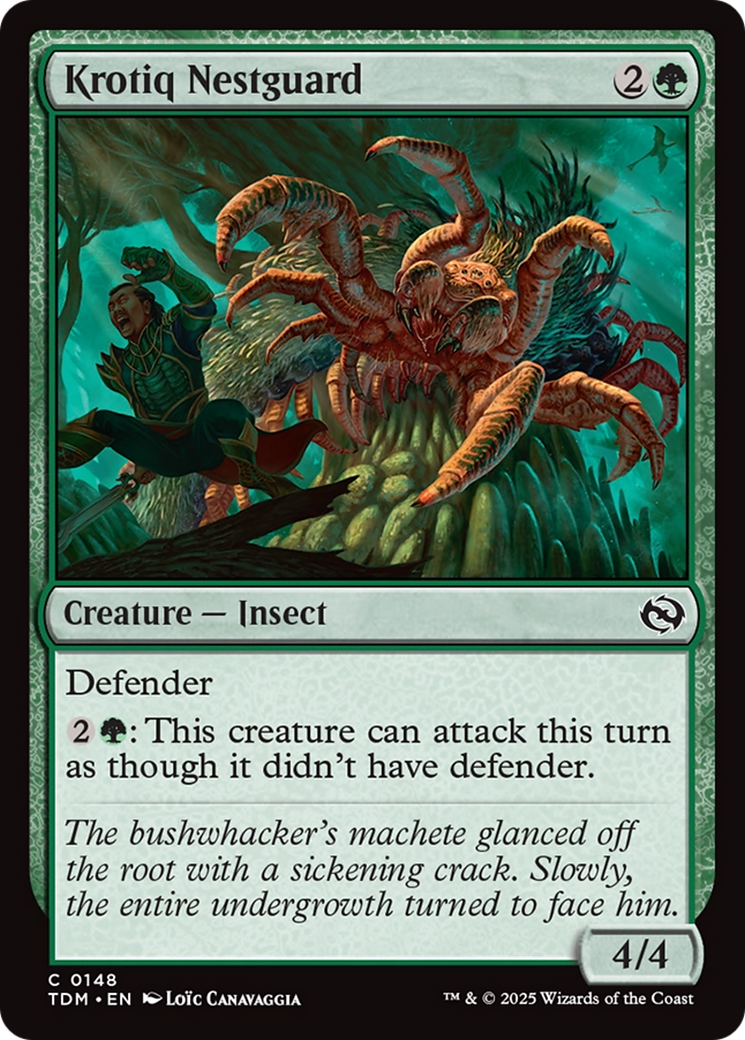 Krotiq Nestguard 2
Creature — Insect
Defender
2: This creature can attack this turn
as though it didn't have defender.
The bushwhacker's machete glanced off
the root with a sickening crack. Slowly,
the entire undergrowth turned to face him.
4/4
C 0148
TDM • EN Loïc Canavaggia
™ & © 2025 Wizards of the Coast